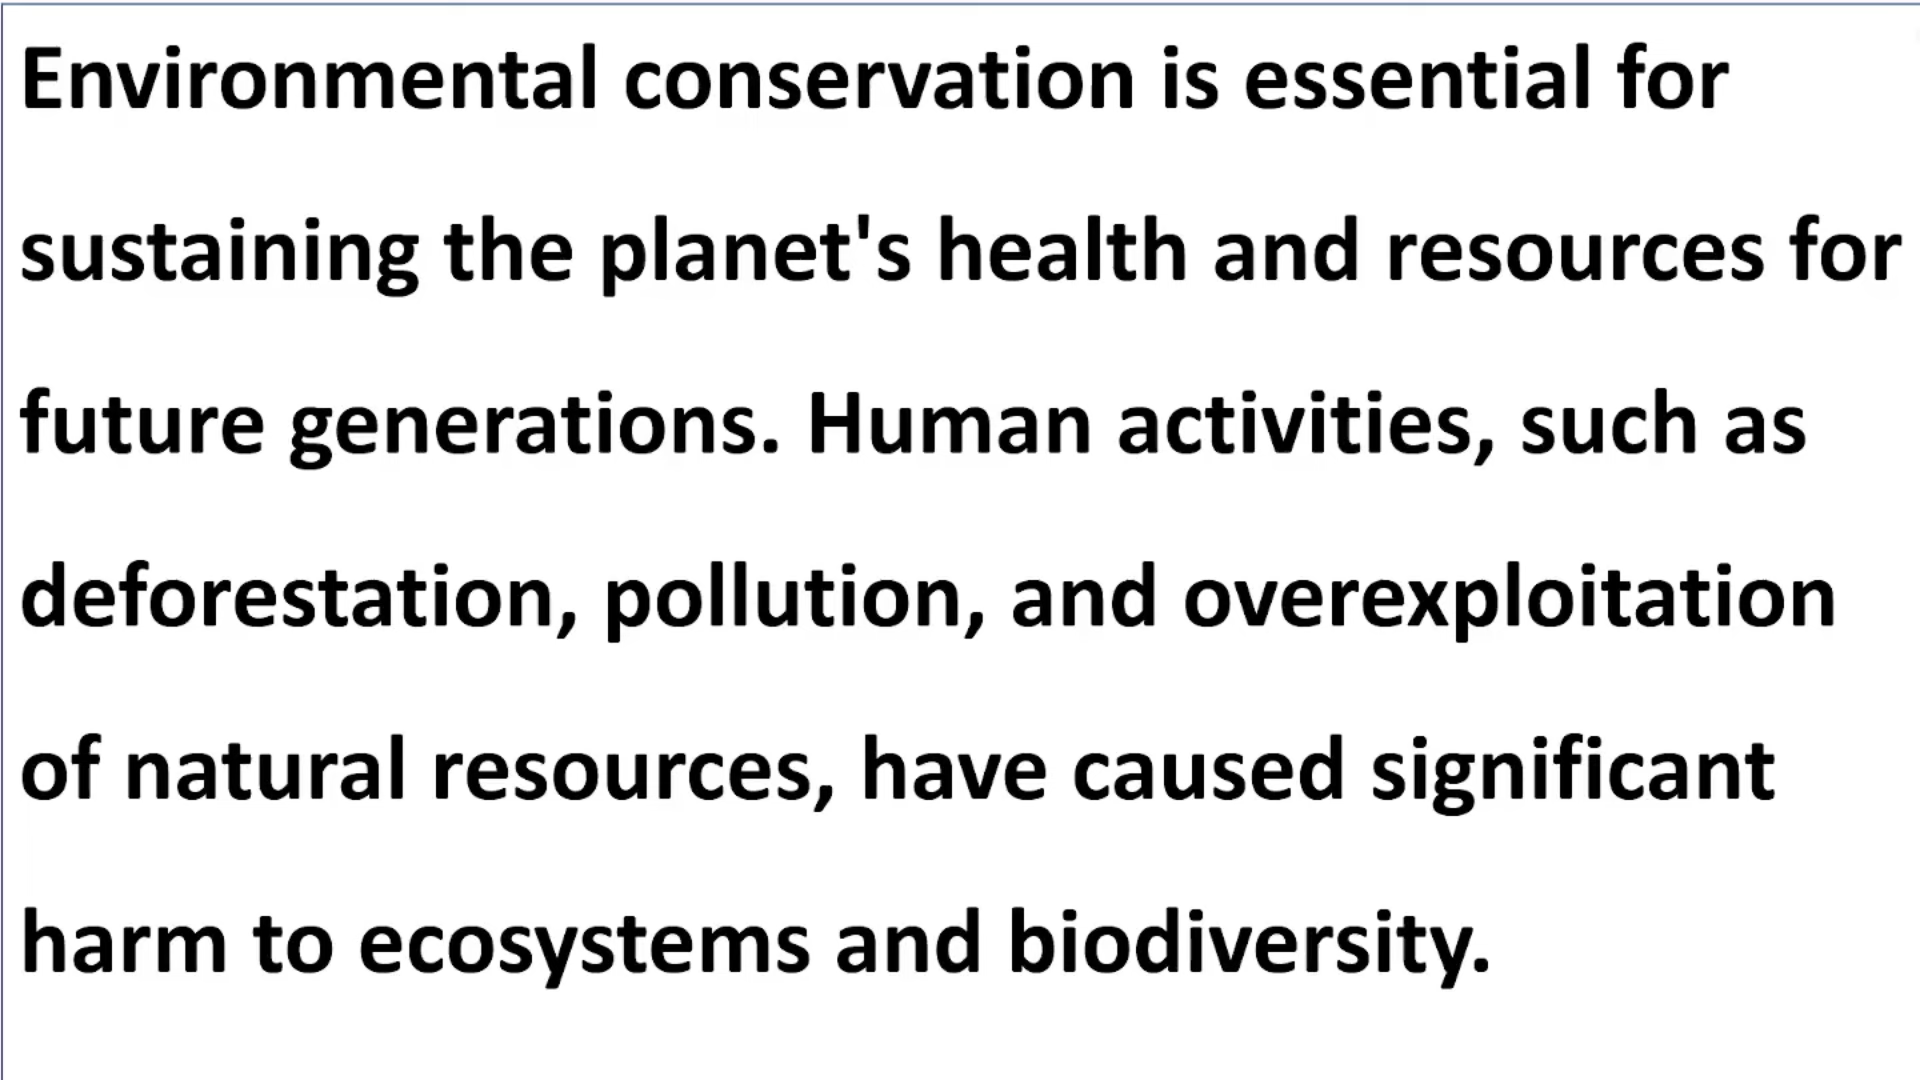 Environmental conservation is essential for
sustaining the planet's health and resources for
future generations. Human activities, such as
deforestation, pollution, and overexploitation
of natural resources, have caused significant
harm to ecosystems and biodiversity.